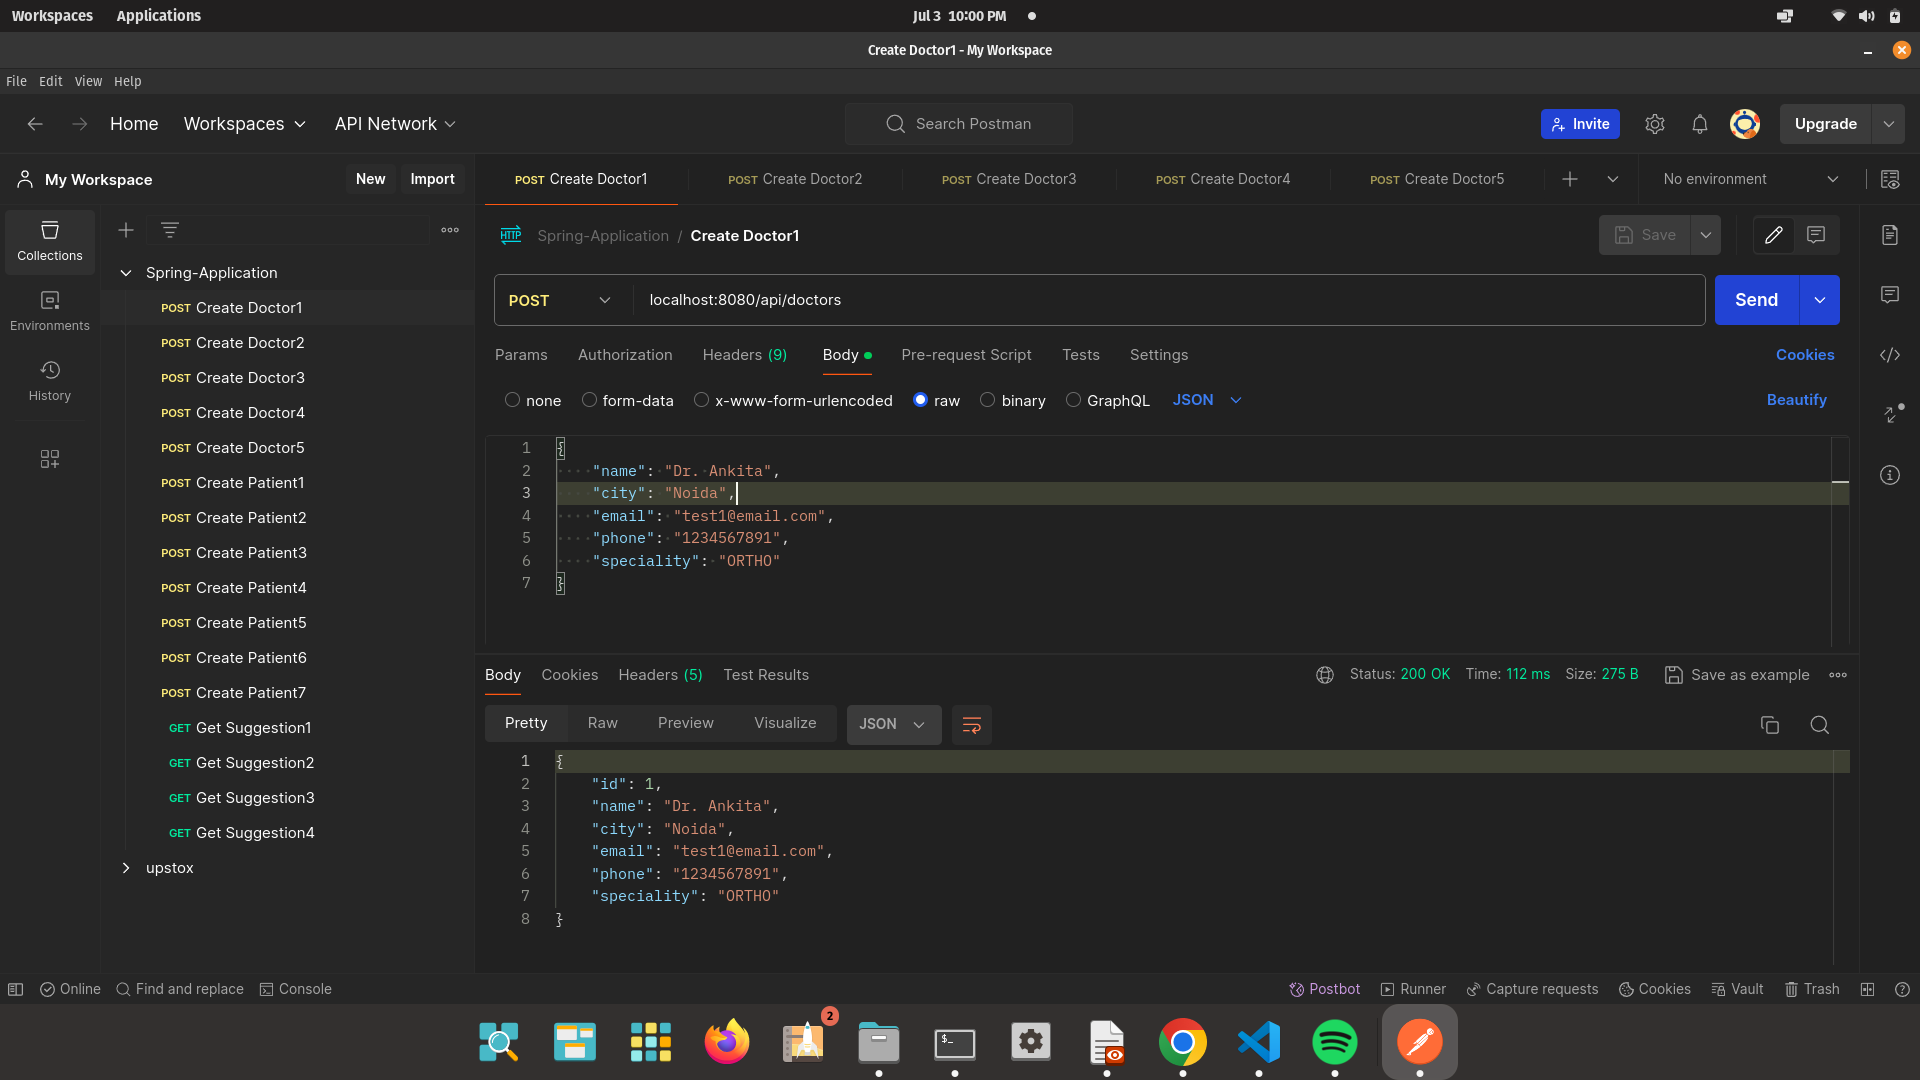 Workspaces Applications Jul 3 10:00 PM
Create Doctor1 - My Workspace
File Edit View Help
Home Workspaces API Network Search Postman Invite Upgrade
My Workspace New Import POST Create Doctor1 POST Create Doctor2 POST Create Doctor3 POST Create Doctor4 POST Create Doctor5 No environment
Collections
Environments
History
Spring-Application
POST Create Doctor1
POST Create Doctor2
POST Create Doctor3
POST Create Doctor4
POST Create Doctor5
POST Create Patient1
POST Create Patient2
POST Create Patient3
POST Create Patient4
POST Create Patient5
POST Create Patient6
POST Create Patient7
GET Get Suggestion1
GET Get Suggestion2
GET Get Suggestion3
GET Get Suggestion4
upstox
HTTP Spring-Application / Create Doctor1 Save
POST localhost:8080/api/doctors Send
Params Authorization Headers (9) Body Pre-request Script Tests Settings Cookies
none form-data x-www-form-urlencoded raw binary GraphQL JSON Beautify
1 {
2 "name": "Dr. Ankita",
3 "city": "Noida",
4 "email": "test1@email.com",
5 "phone": "1234567891",
6 "speciality": "ORTHO"
7 }
Body Cookies Headers (5) Test Results Status: 200 OK Time: 112 ms Size: 275 B Save as example
Pretty Raw Preview Visualize JSON
1 {
2 "id": 1,
3 "name": "Dr. Ankita",
4 "city": "Noida",
5 "email": "test1@email.com",
6 "phone": "1234567891",
7 "speciality": "ORTHO"
8 }
Online Find and replace Console Postbot Runner Capture requests Cookies Vault Trash
2
$_